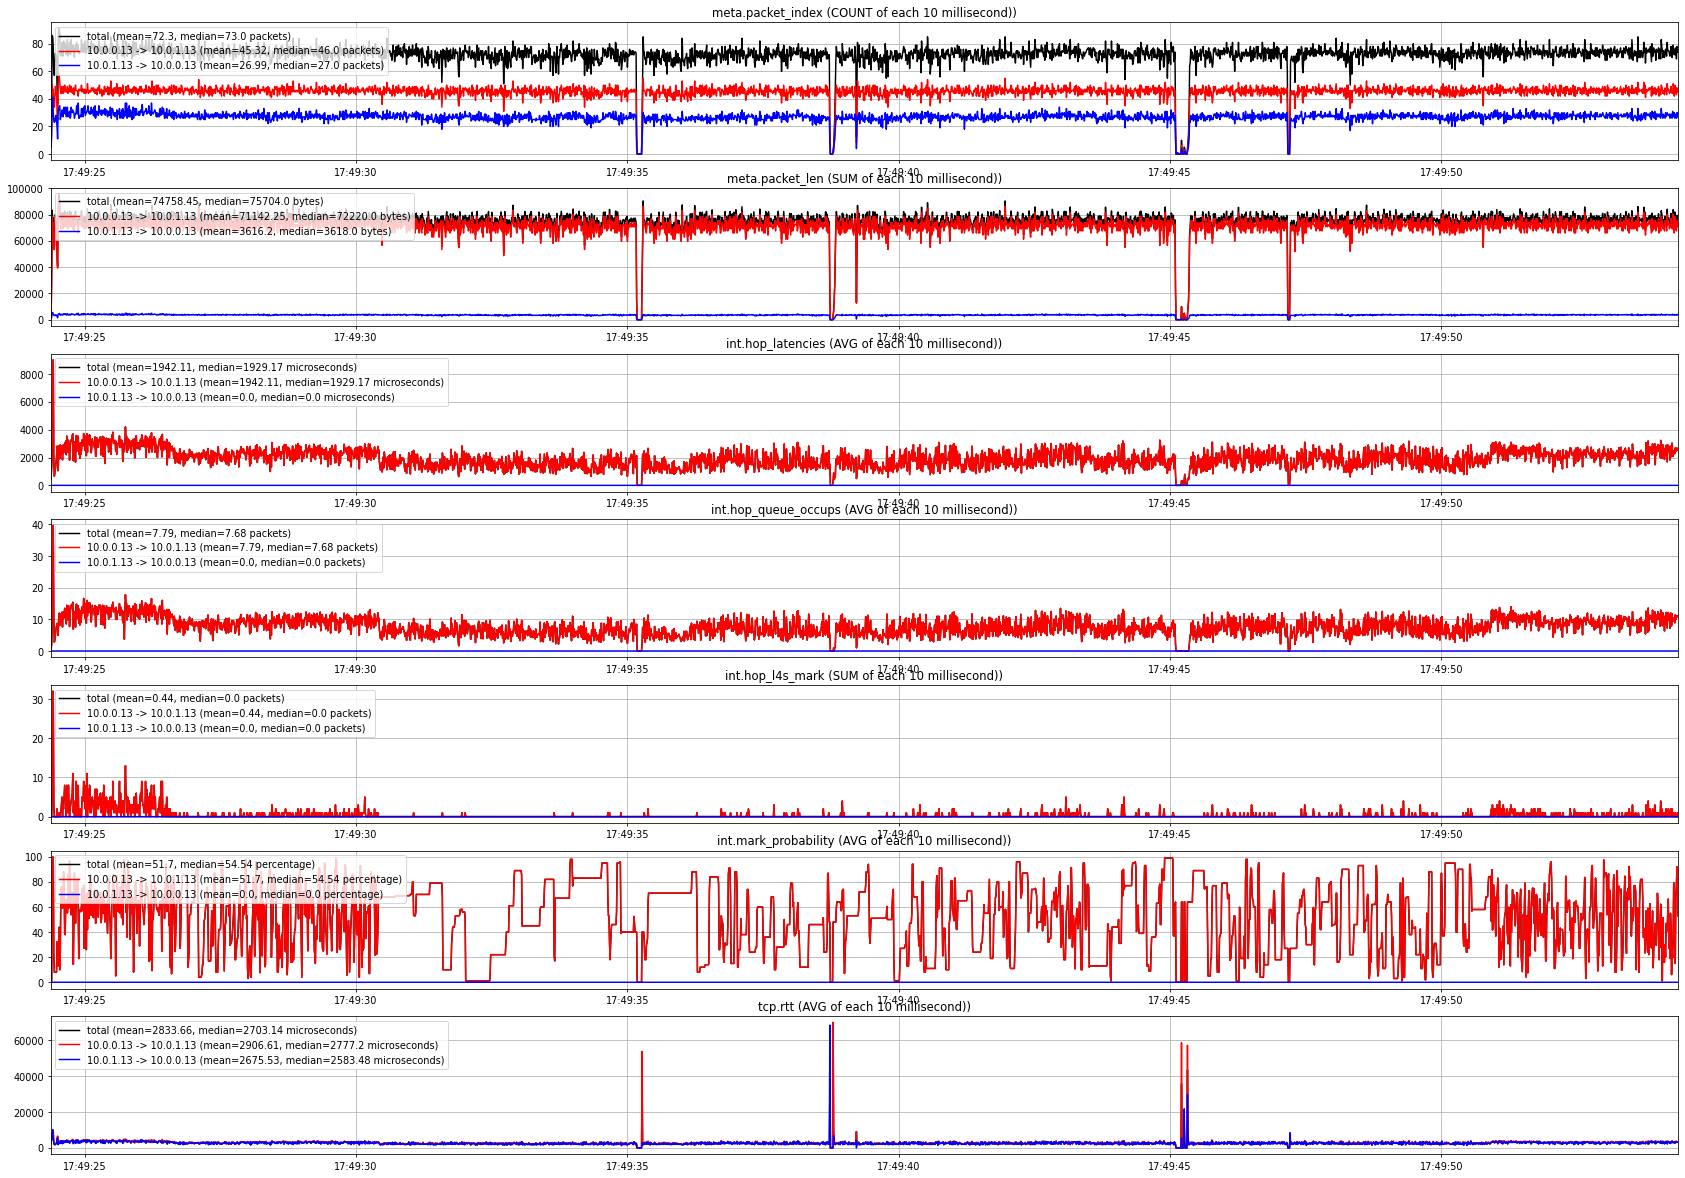 meta.packet_index (COUNT of each 10 millisecond))
total (mean=72.3, median=73.0 packets)
10.0.0.13 -> 10.0.1.13 (mean=45.32, median=46.0 packets)
10.0.1.13 -> 10.0.0.13 (mean=26.99, median=27.0 packets)
80
60
40
20
0
17:49:25 17:49:30 17:49:35 17:49:40 17:49:45 17:49:50
meta.packet_len (SUM of each 10 millisecond))
total (mean=74758.45, median=75704.0 bytes)
10.0.0.13 -> 10.0.1.13 (mean=71142.25, median=72220.0 bytes)
10.0.1.13 -> 10.0.0.13 (mean=3616.2, median=3618.0 bytes)
100000
80000
60000
40000
20000
0
17:49:25 17:49:30 17:49:35 17:49:40 17:49:45 17:49:50
int.hop_latencies (AVG of each 10 millisecond))
total (mean=1942.11, median=1929.17 microseconds)
10.0.0.13 -> 10.0.1.13 (mean=1942.11, median=1929.17 microseconds)
10.0.1.13 -> 10.0.0.13 (mean=0.0, median=0.0 microseconds)
8000
6000
4000
2000
0
17:49:25 17:49:30 17:49:35 17:49:40 17:49:45 17:49:50
int.hop_queue_occups (AVG of each 10 millisecond))
total (mean=7.79, median=7.68 packets)
10.0.0.13 -> 10.0.1.13 (mean=7.79, median=7.68 packets)
10.0.1.13 -> 10.0.0.13 (mean=0.0, median=0.0 packets)
40
30
20
10
0
17:49:25 17:49:30 17:49:35 17:49:40 17:49:45 17:49:50
int.hop_l4s_mark (SUM of each 10 millisecond))
total (mean=0.44, median=0.0 packets)
10.0.0.13 -> 10.0.1.13 (mean=0.44, median=0.0 packets)
10.0.1.13 -> 10.0.0.13 (mean=0.0, median=0.0 packets)
30
20
10
0
17:49:25 17:49:30 17:49:35 17:49:40 17:49:45 17:49:50
int.mark_probability (AVG of each 10 millisecond))
total (mean=51.7, median=54.54 percentage)
10.0.0.13 -> 10.0.1.13 (mean=51.7, median=54.54 percentage)
10.0.1.13 -> 10.0.0.13 (mean=0.0, median=0.0 percentage)
100
80
60
40
20
0
17:49:25 17:49:30 17:49:35 17:49:40 17:49:45 17:49:50
tcp.rtt (AVG of each 10 millisecond))
total (mean=2833.66, median=2703.14 microseconds)
10.0.0.13 -> 10.0.1.13 (mean=2906.61, median=2777.2 microseconds)
10.0.1.13 -> 10.0.0.13 (mean=2675.53, median=2583.48 microseconds)
60000
40000
20000
0
17:49:25 17:49:30 17:49:35 17:49:40 17:49:45 17:49:50